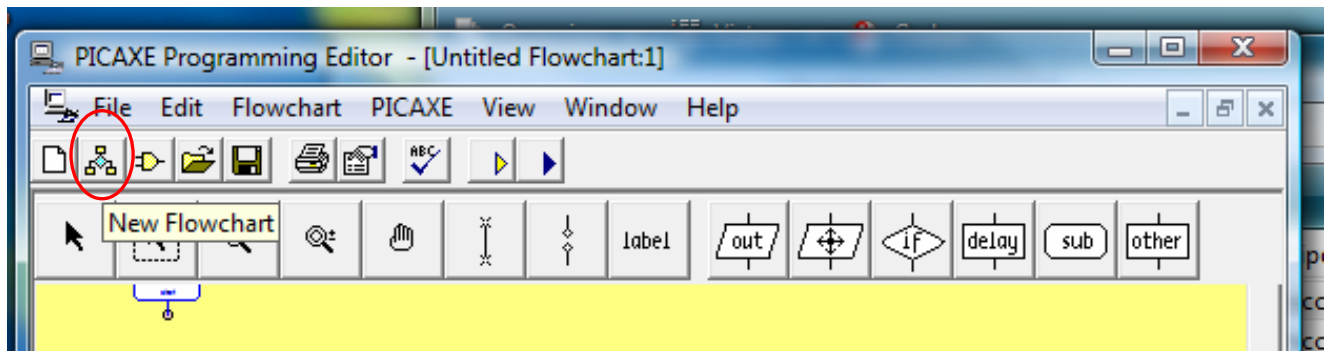 PICAXE Programming Editor - [Untitled Flowchart:1]
File Edit Flowchart PICAXE View Window Help
ABC
New Flowchart
label out if delay sub other